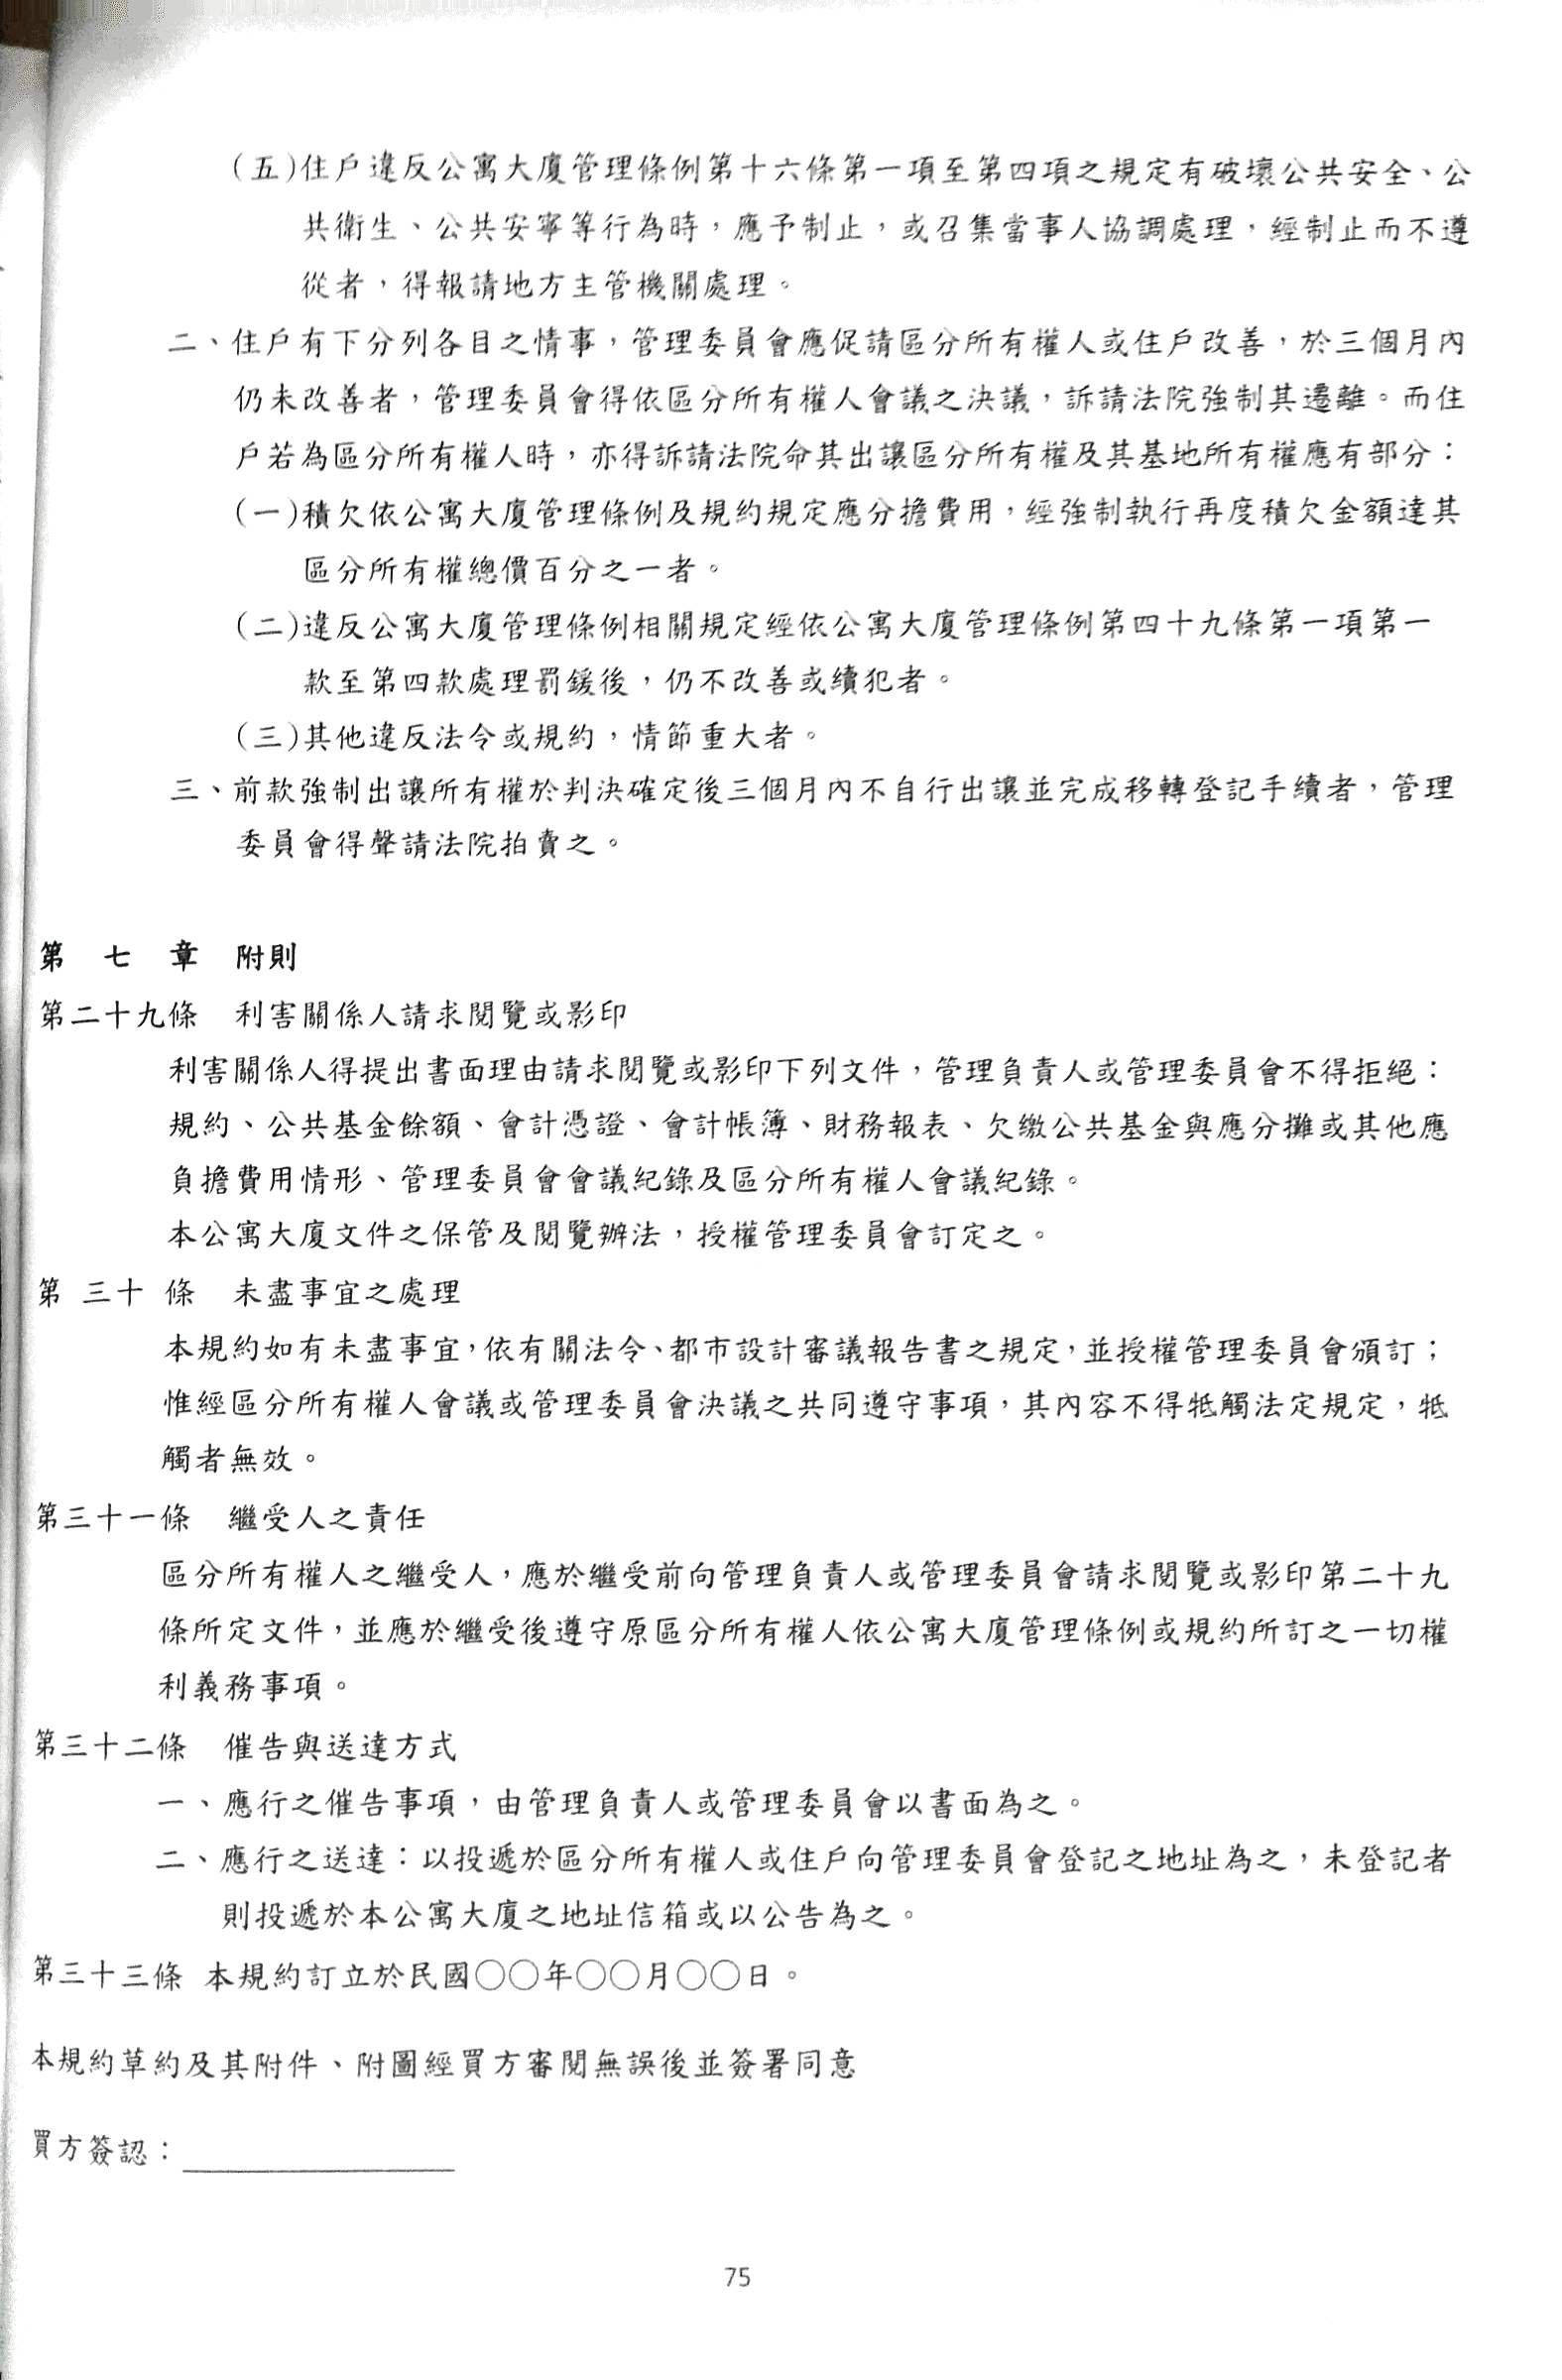 (五)住戶違反公寓大廈管理條例第十六條第一項至第四項之規定有破壞公共安全、公
共衛生、公共安寧等行為時，應予制止，或召集當事人協調處理，經制止而不遵
從者，得報請地方主管機關處理。
二、住戶有下分列各目之情事，管理委員會應促請區分所有權人或住戶改善，於三個月內
仍未改善者，管理委員會得依區分所有權人會議之決議，訴請法院強制其遷離。而住
戶若為區分所有權人時，亦得訴請法院命其出讓區分所有權及其基地所有權應有部分：
(一)積欠依公寓大廈管理條例及規約規定應分擔費用，經強制執行再度積欠金額達其
區分所有權總價百分之一者。
(二)違反公寓大廈管理條例相關規定經依公寓大廈管理條例第四十九條第一項第一
款至第四款處理罰鍰後，仍不改善或續犯者。
(三)其他違反法令或規約，情節重大者。
三、前款強制出讓所有權於判決確定後三個月內不自行出讓並完成移轉登記手續者，管理
委員會得聲請法院拍賣之。
第 七 章 附則
第二十九條 利害關係人請求閱覽或影印
利害關係人得提出書面理由請求閱覽或影印下列文件，管理負責人或管理委員會不得拒絕：
規約、公共基金餘額、會計憑證、會計帳簿、財務報表、欠繳公共基金與應分攤或其他應
負擔費用情形、管理委員會會議紀錄及區分所有權人會議紀錄。
本公寓大廈文件之保管及閱覽辦法，授權管理委員會訂定之。
第 三十 條 未盡事宜之處理
本規約如有未盡事宜，依有關法令、都市設計審議報告書之規定，並授權管理委員會頒訂；
惟經區分所有權人會議或管理委員會決議之共同遵守事項，其內容不得牴觸法定規定，牴
觸者無效。
第三十一條 繼受人之責任
區分所有權人之繼受人，應於繼受前向管理負責人或管理委員會請求閱覽或影印第二十九
條所定文件，並應於繼受後遵守原區分所有權人依公寓大廈管理條例或規約所訂之一切權
利義務事項。
第三十二條 催告與送達方式
一、應行之催告事項，由管理負責人或管理委員會以書面為之。
二、應行之送達：以投遞於區分所有權人或住戶向管理委員會登記之地址為之，未登記者
則投遞於本公寓大廈之地址信箱或以公告為之。
第三十三條 本規約訂立於民國○○年○○月○○日。
本規約草約及其附件、附圖經買方審閱無誤後並簽署同意
買方簽認：
75